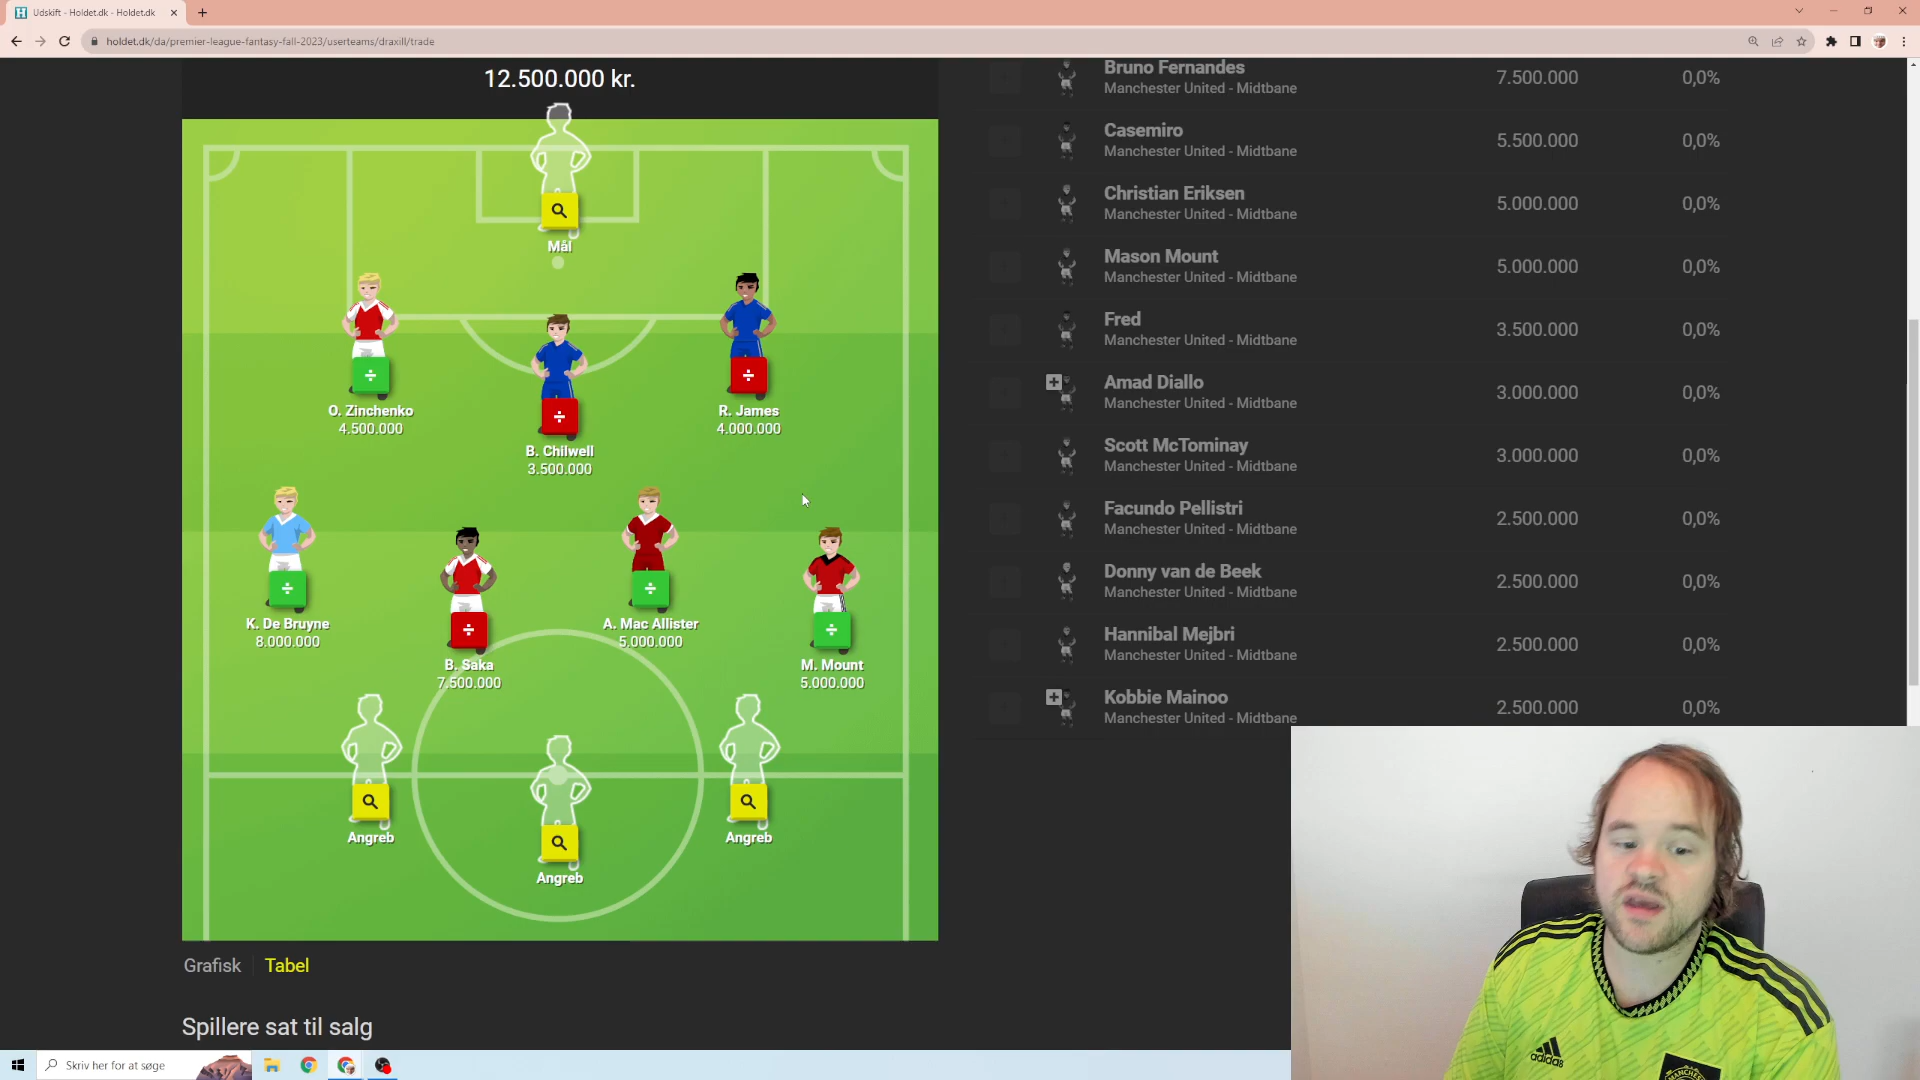 Udskift - Holdet.dk - Holdet.dk
holdet.dk/da/premier-league-fantasy-fall-2023/userteams/draxill/trade
12.500.000 kr.
Mål
O. Zinchenko
4.500.000
B. Chilwell
3.500.000
R. James
4.000.000
K. De Bruyne
8.000.000
B. Saka
7.500.000
A. Mac Allister
5.000.000
M. Mount
5.000.000
Angreb
Angreb
Angreb
Grafisk
Tabel
Spillere sat til salg
Bruno Fernandes 7.500.000 0,0%
Manchester United - Midtbane
Casemiro 5.500.000 0,0%
Manchester United - Midtbane
Christian Eriksen 5.000.000 0,0%
Manchester United - Midtbane
Mason Mount 5.000.000 0,0%
Manchester United - Midtbane
Fred 3.500.000 0,0%
Manchester United - Midtbane
Amad Diallo 3.000.000 0,0%
Manchester United - Midtbane
Scott McTominay 3.000.000 0,0%
Manchester United - Midtbane
Facundo Pellistri 2.500.000 0,0%
Manchester United - Midtbane
Donny van de Beek 2.500.000 0,0%
Manchester United - Midtbane
Hannibal Mejbri 2.500.000 0,0%
Manchester United - Midtbane
Kobbie Mainoo 2.500.000 0,0%
Manchester United - Midtbane
adidas
MANCHESTER
Skriv her for at søge